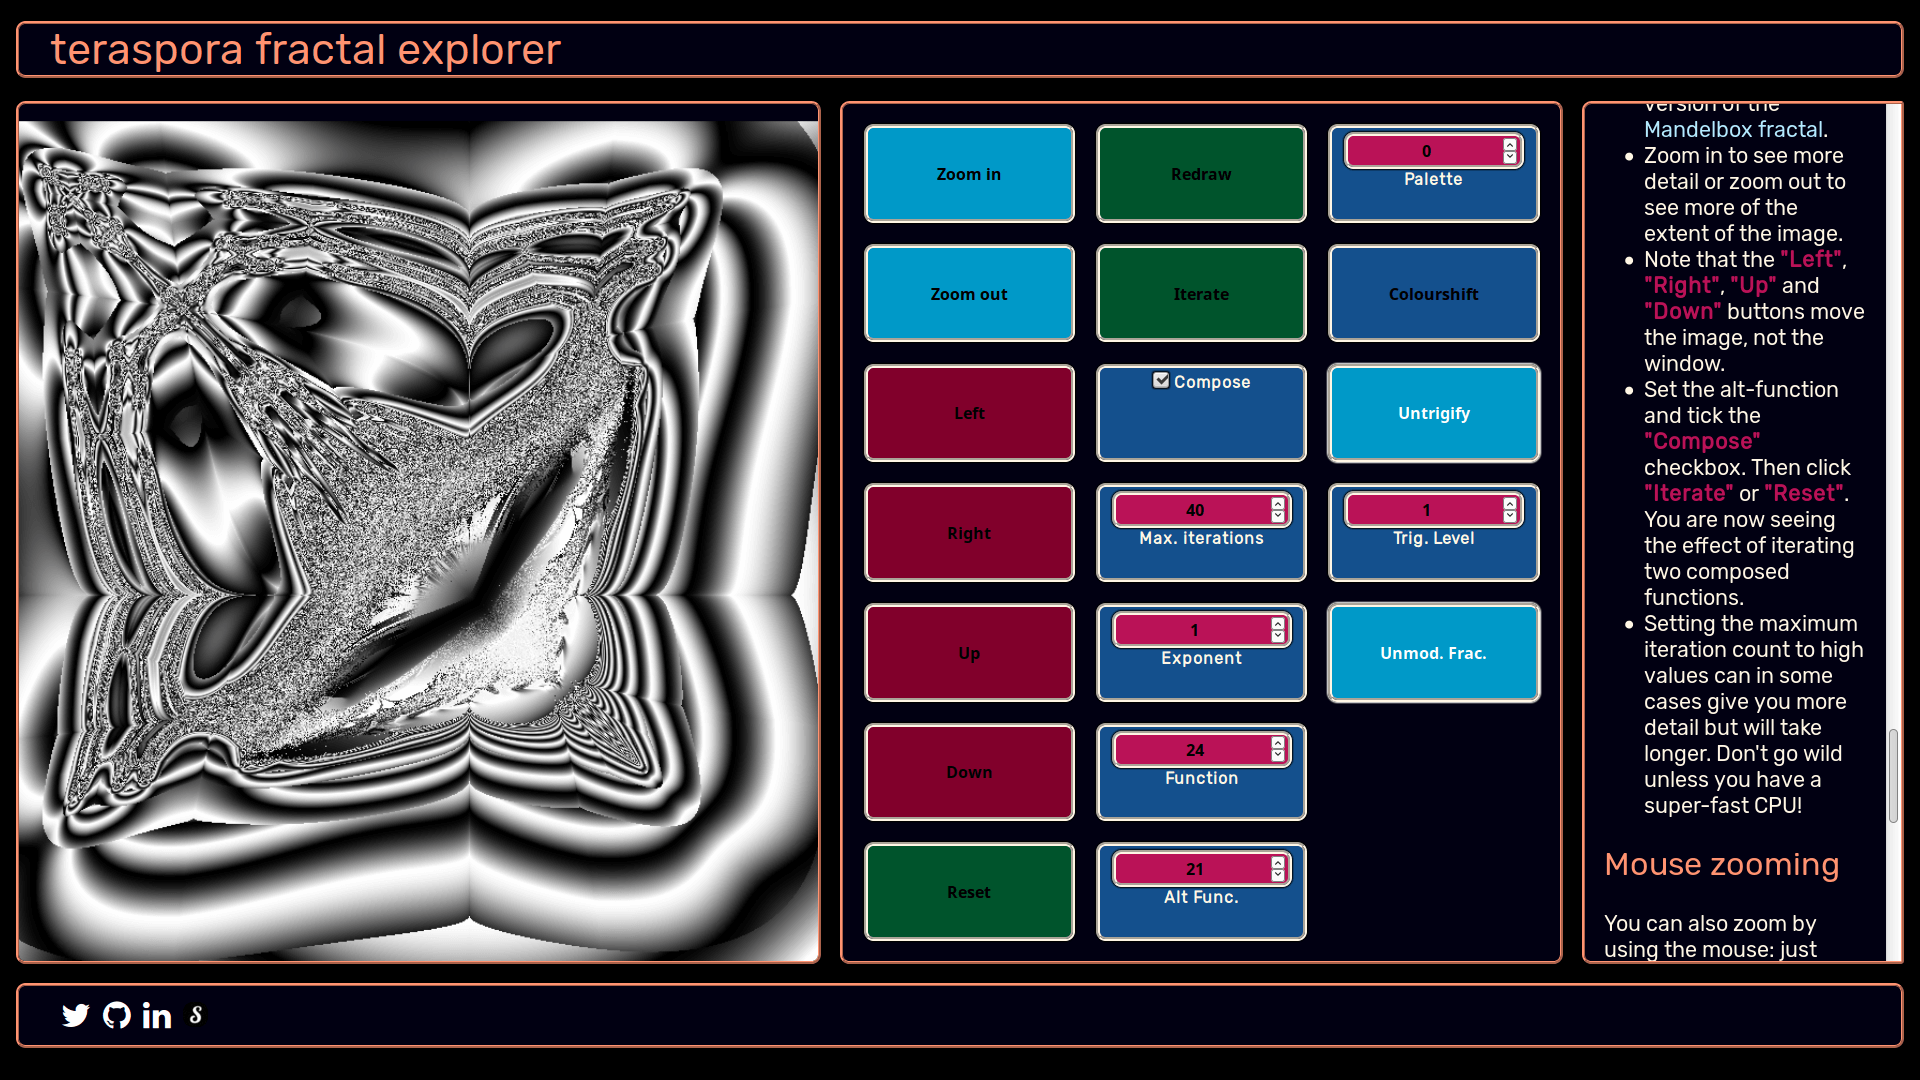 teraspora fractal explorer
Zoom in
Redraw
0
Palette
Zoom out
Iterate
Colourshift
Left
Compose
Untrigify
Right
40
Max. iterations
1
Trig. Level
Up
1
Exponent
Unmod. Frac.
Down
24
Function
Reset
21
Alt Func.
version of the
Mandelbox fractal.
Zoom in to see more
detail or zoom out to
see more of the
extent of the image.
Note that the "Left",
"Right", "Up" and
"Down" buttons move
the image, not the
window.
Set the alt-function
and tick the
"Compose"
checkbox. Then click
"Iterate" or "Reset".
You are now seeing
the effect of iterating
two composed
functions.
Setting the maximum
iteration count to high
values can in some
cases give you more
detail but will take
longer. Don't go wild
unless you have a
super-fast CPU!
Mouse zooming
You can also zoom by
using the mouse: just
in
S